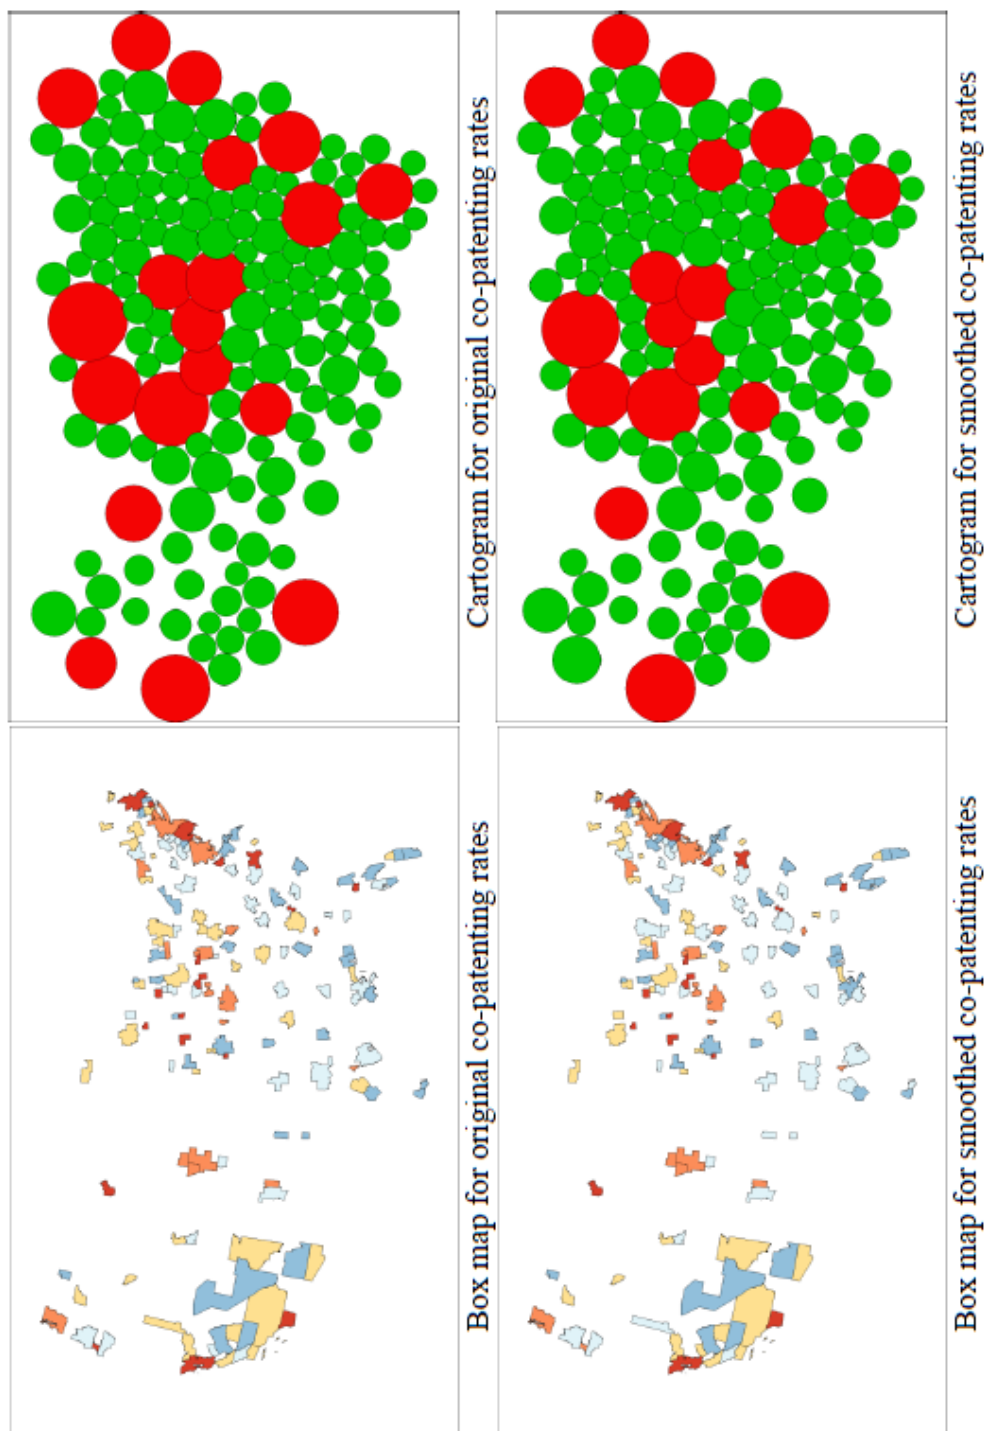 Cartogram for original co-patenting rates
Cartogram for smoothed co-patenting rates
Box map for original co-patenting rates
Box map for smoothed co-patenting rates